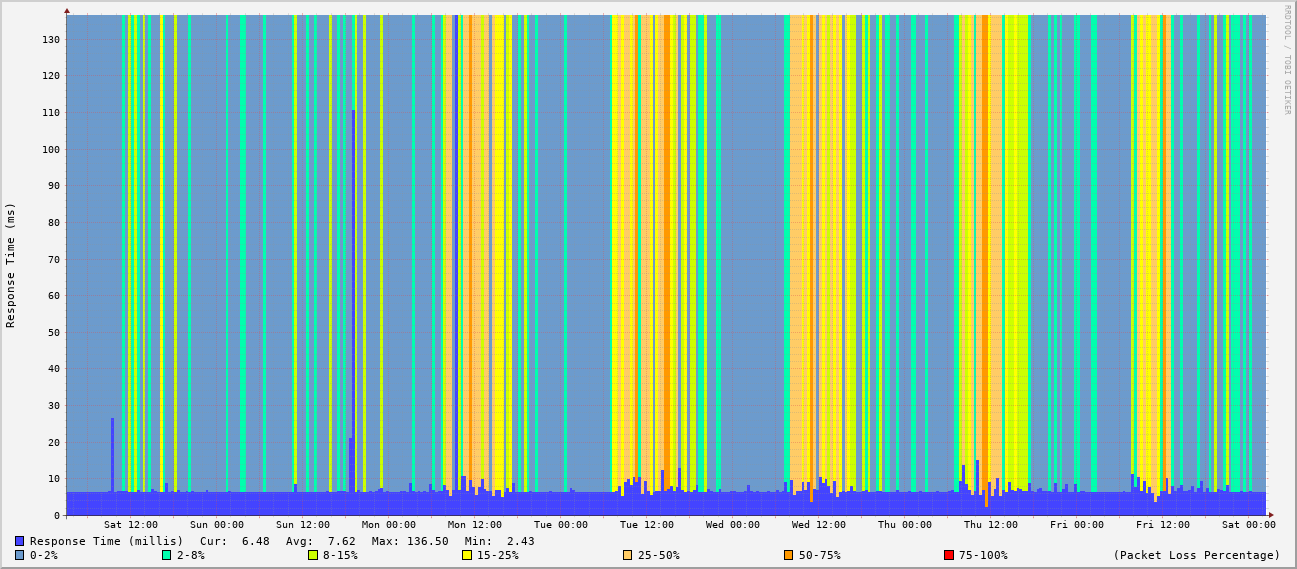 RRDTOOL / TOBI OETIKER
Response Time (ms)
130
120
110
100
90
80
70
60
50
40
30
20
10
0
Sat 12:00 Sun 00:00 Sun 12:00 Mon 00:00 Mon 12:00 Tue 00:00 Tue 12:00 Wed 00:00 Wed 12:00 Thu 00:00 Thu 12:00 Fri 00:00 Fri 12:00 Sat 00:00
Response Time (millis) Cur: 6.48 Avg: 7.62 Max: 136.50 Min: 2.43
0-2% 2-8% 8-15% 15-25% 25-50% 50-75% 75-100% (Packet Loss Percentage)